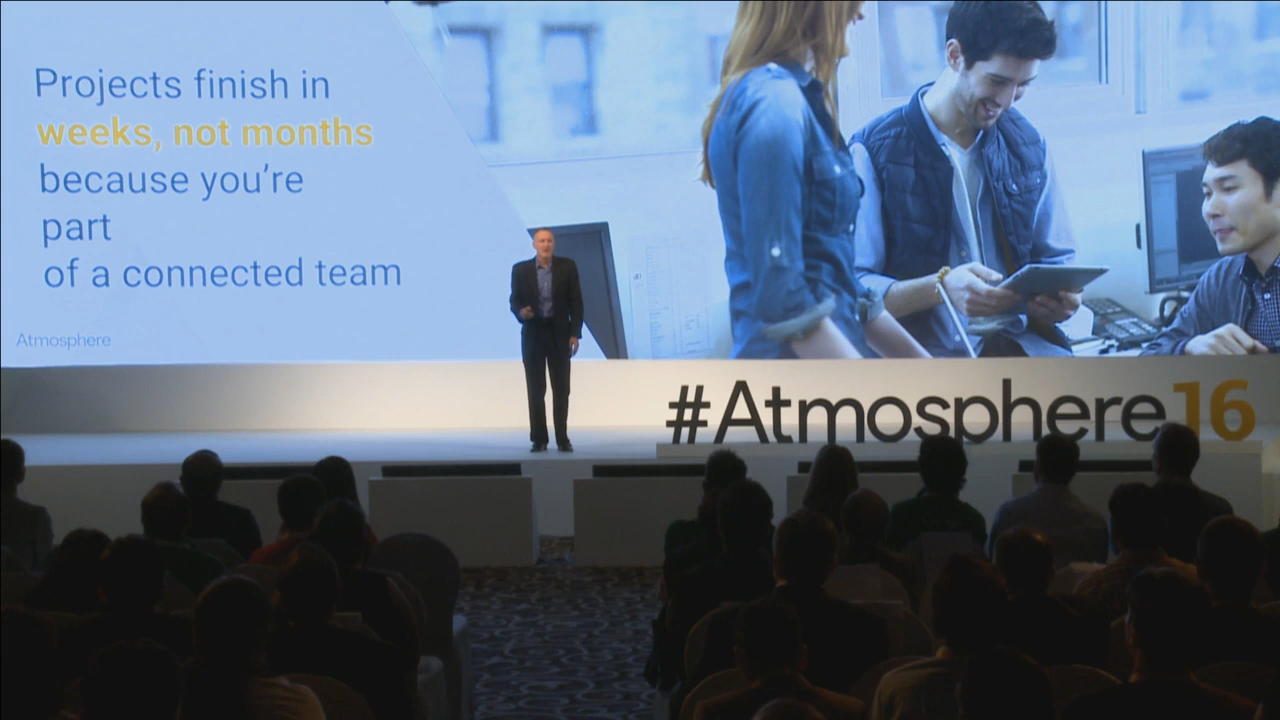 Projects finish in
weeks, not months
because you're
part
of a connected team
Atmosphere
#Atmosphere16